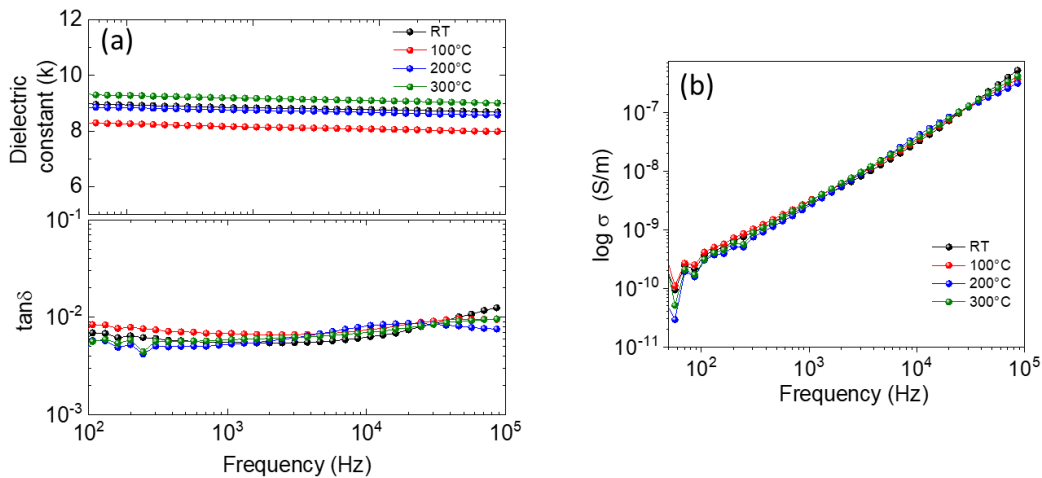 (a)
RT
100°C
200°C
300°C
12
10
8
6
Dielectric
constant (k)
10⁻¹
10⁻²
10⁻³
tanδ
10² 10³ 10⁴ 10⁵
Frequency (Hz)
(b)
10⁻⁷
10⁻⁸
10⁻⁹
10⁻¹⁰
10⁻¹¹
log σ (S/m)
RT
100°C
200°C
300°C
10² 10³ 10⁴ 10⁵
Frequency (Hz)